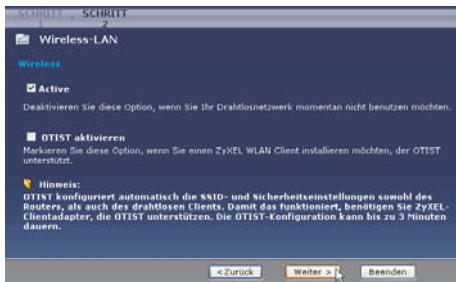 SCHRITT 1 , SCHRITT 2
Wireless-LAN
Wireless
Active
Deaktivieren Sie diese Option, wenn Sie Ihr Drahtlosnetzwerk momentan nicht benutzen möchten.
OTIST aktivieren
Markieren Sie diese Option, wenn Sie einen ZyXEL WLAN Client installieren möchten, der OTIST
unterstützt.
Hinweis:
OTIST konfiguriert automatisch die SSID- und Sicherheitseinstellungen sowohl des
Routers, als auch des drahtlosen Clients. Damit das funktioniert, benötigen Sie ZyXEL-
Clientadapter, die OTIST unterstützen. Die OTIST-Konfiguration kann bis zu 3 Minuten
dauern.
<Zurück Weiter > Beenden